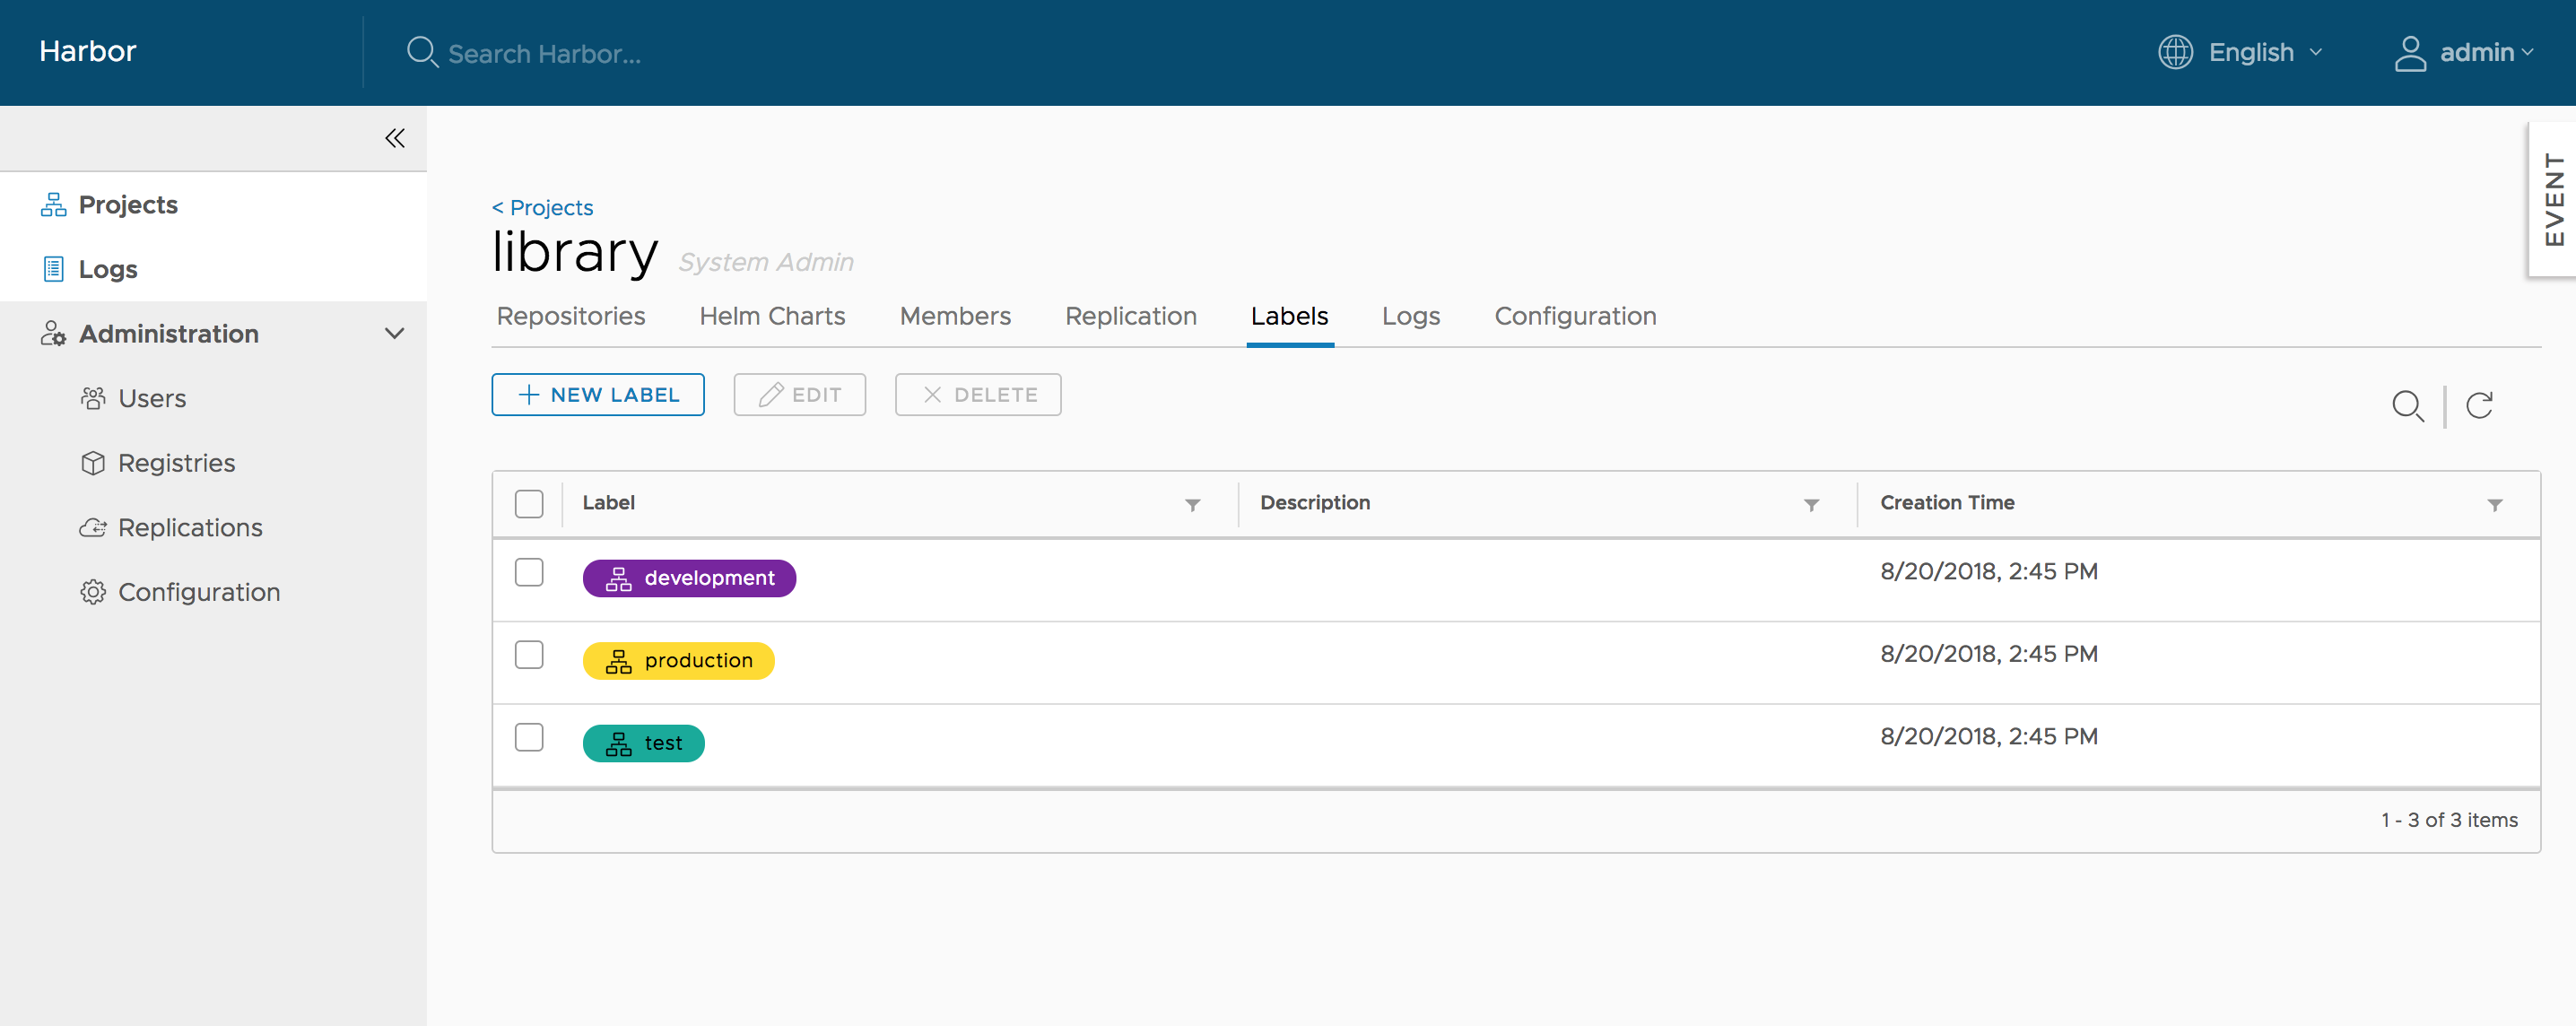 Harbor
Search Harbor...
English
admin
EVENT
Projects
Logs
Administration
Users
Registries
Replications
Configuration
< Projects
library System Admin
Repositories Helm Charts Members Replication Labels Logs Configuration
NEW LABEL EDIT DELETE
Label Description Creation Time
development 8/20/2018, 2:45 PM
production 8/20/2018, 2:45 PM
test 8/20/2018, 2:45 PM
1 - 3 of 3 items